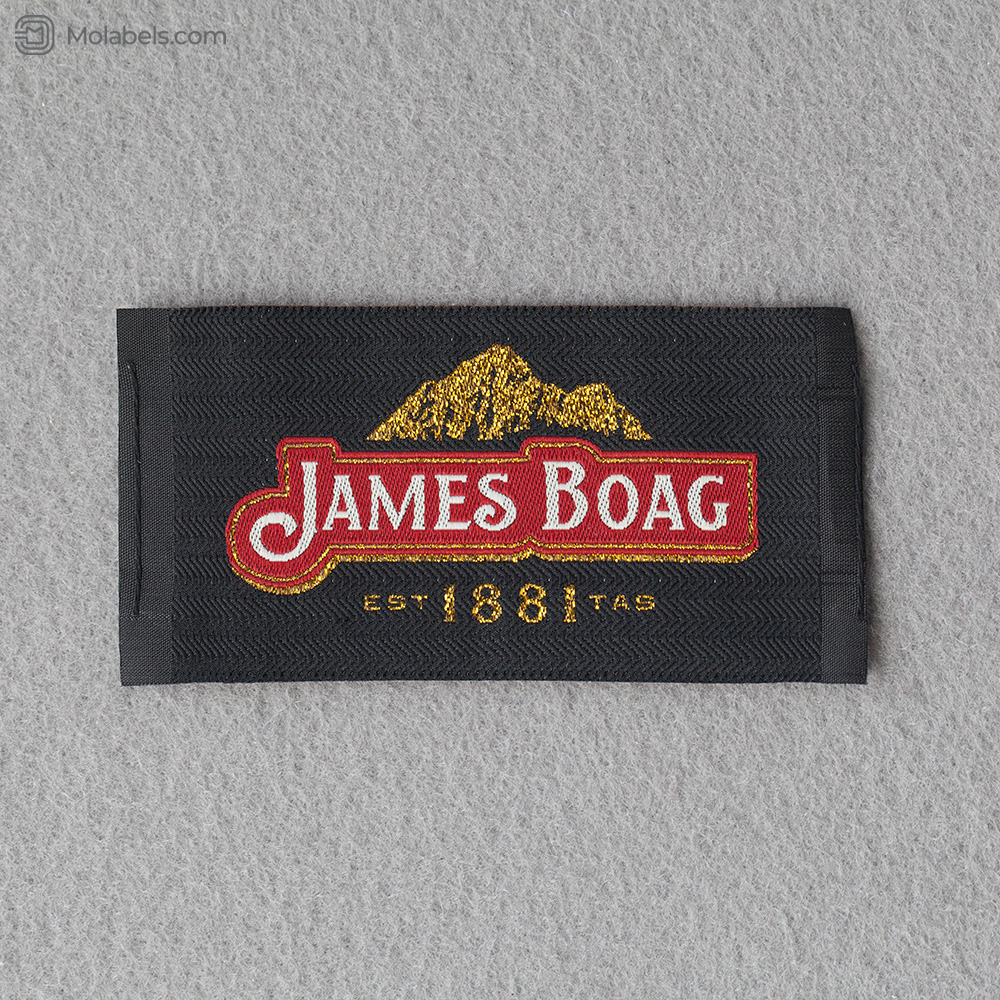 Molabels.com
JAMES BOAG
EST 1881 TAS